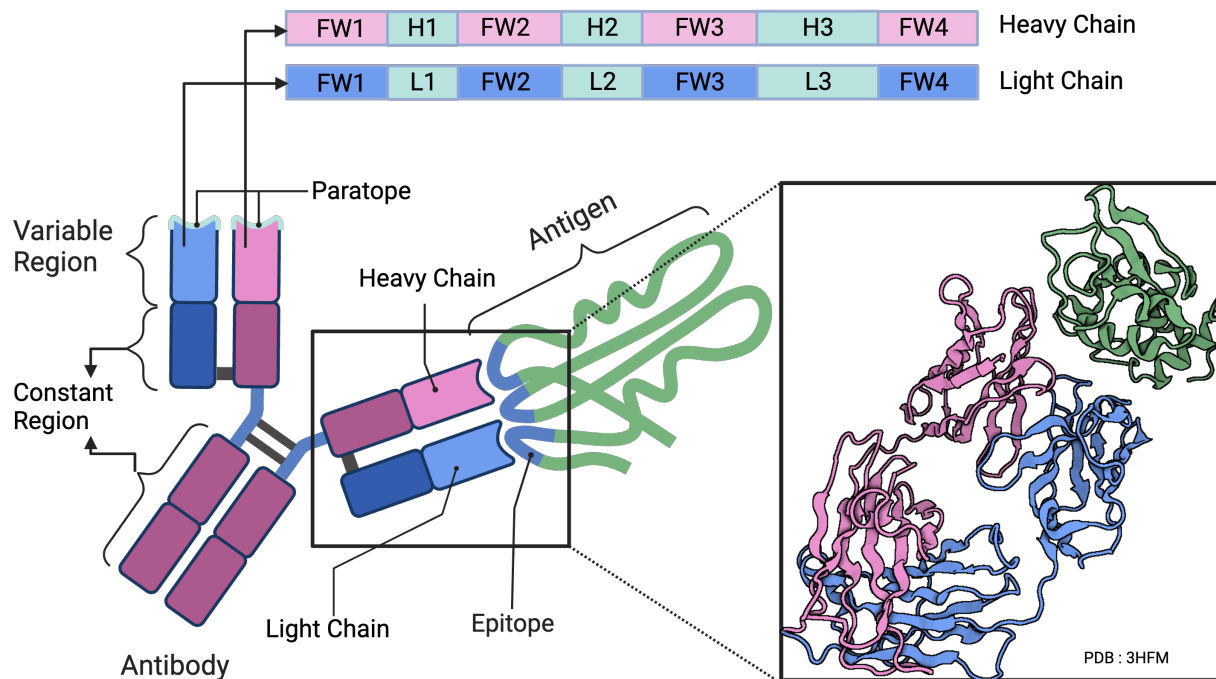 FW1 H1 FW2 H2 FW3 H3 FW4 Heavy Chain
FW1 L1 FW2 L2 FW3 L3 FW4 Light Chain
Paratope
Variable
Region
Antigen
Heavy Chain
Constant
Region
Light Chain
Epitope
Antibody
PDB : 3HFM